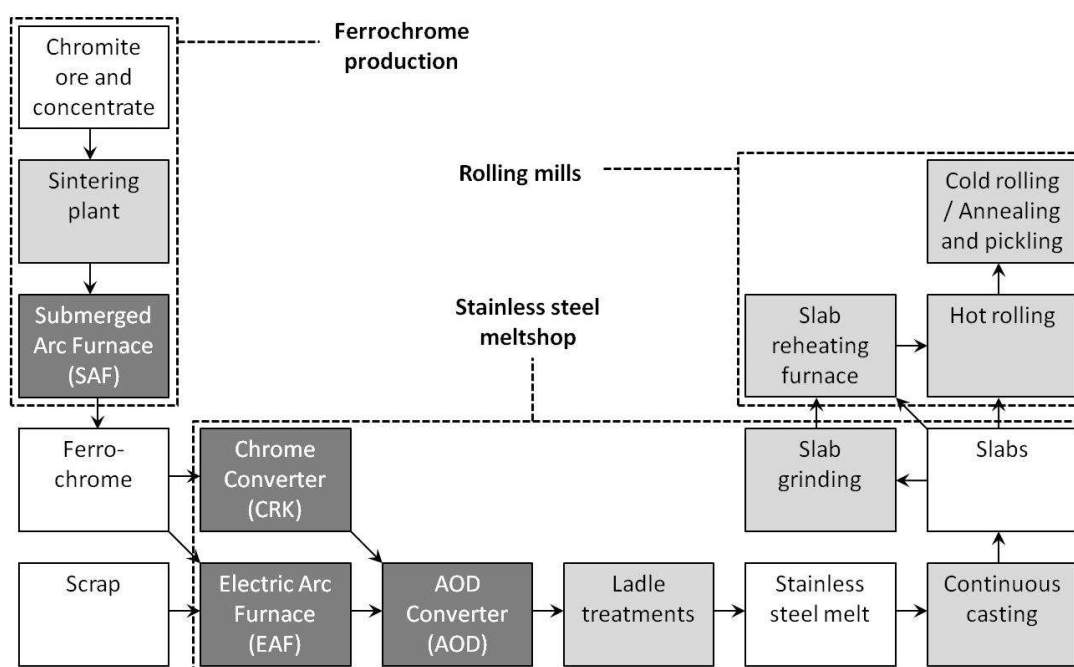 Chromite
ore and
concentrate
Ferrochrome
production
Sintering
plant
Rolling mills
Cold rolling
/ Annealing
and pickling
Submerged
Arc Furnace
(SAF)
Stainless steel
meltshop
Slab
reheating
furnace
Hot rolling
Ferro-
chrome
Chrome
Converter
(CRK)
Slab
grinding
Slabs
Scrap
Electric Arc
Furnace
(EAF)
AOD
Converter
(AOD)
Ladle
treatments
Stainless
steel melt
Continuous
casting